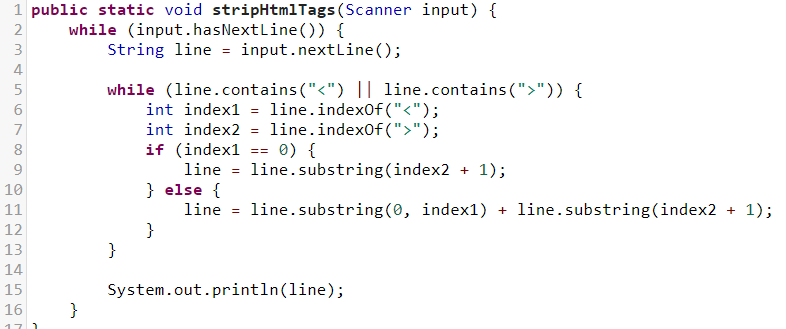 1 public static void stripHtmlTags(Scanner input) {
2     while (input.hasNextLine()) {
3         String line = input.nextLine();
4
5         while (line.contains("<") || line.contains(">")) {
6             int index1 = line.indexOf("<");
7             int index2 = line.indexOf(">");
8             if (index1 == 0) {
9                 line = line.substring(index2 + 1);
10             } else {
11                 line = line.substring(0, index1) + line.substring(index2 + 1);
12             }
13         }
14
15         System.out.println(line);
16     }
17 }